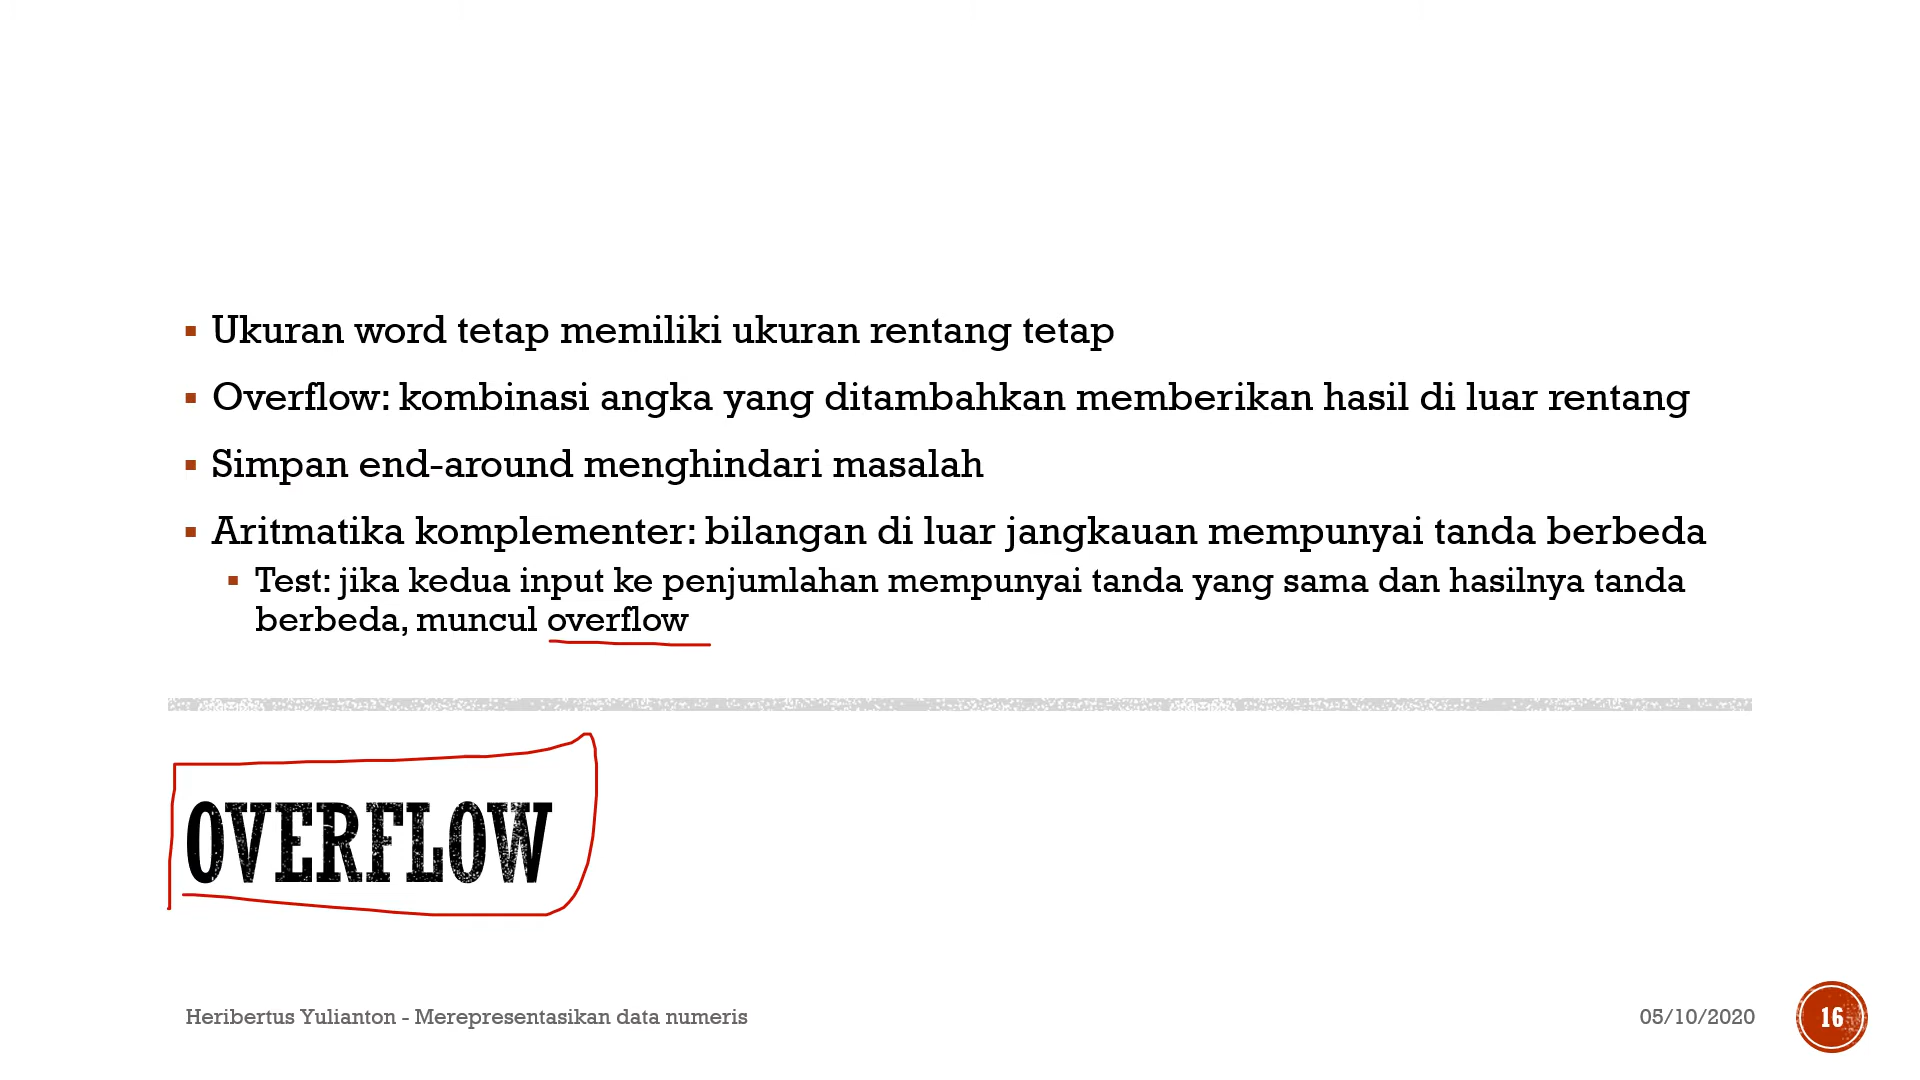 Ukuran word tetap memiliki ukuran rentang tetap
Overflow: kombinasi angka yang ditambahkan memberikan hasil di luar rentang
Simpan end-around menghindari masalah
Aritmatika komplementer: bilangan di luar jangkauan mempunyai tanda berbeda
Test: jika kedua input ke penjumlahan mempunyai tanda yang sama dan hasilnya tanda
berbeda, muncul overflow
OVERFLOW
Heribertus Yulianton - Merepresentasikan data numeris
05/10/2020
16